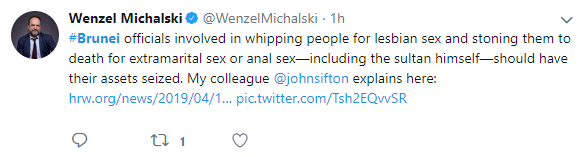 Wenzel Michalski @WenzelMichalski · 1h
#Brunei officials involved in whipping people for lesbian sex and stoning them to
death for extramarital sex or anal sex—including the sultan himself—should have
their assets seized. My colleague @johnsifton explains here:
hrw.org/news/2019/04/1... pic.twitter.com/Tsh2EQvvSR
1